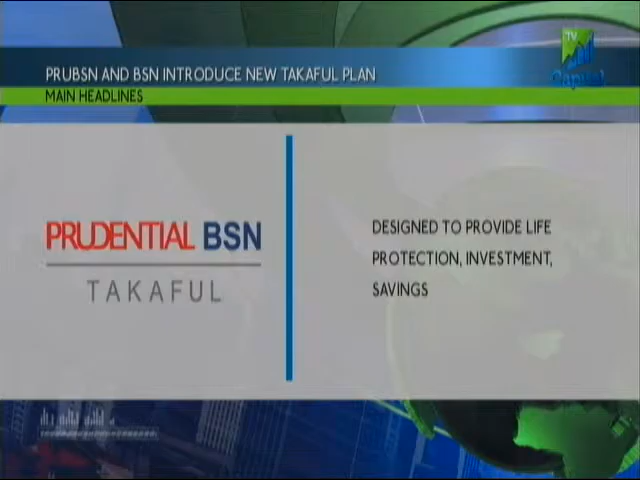 PRUBSN AND BSN INTRODUCE NEW TAKAFUL PLAN
MAIN HEADLINES
TV
Capital
PRUDENTIAL BSN
TAKAFUL
DESIGNED TO PROVIDE LIFE
PROTECTION, INVESTMENT,
SAVINGS